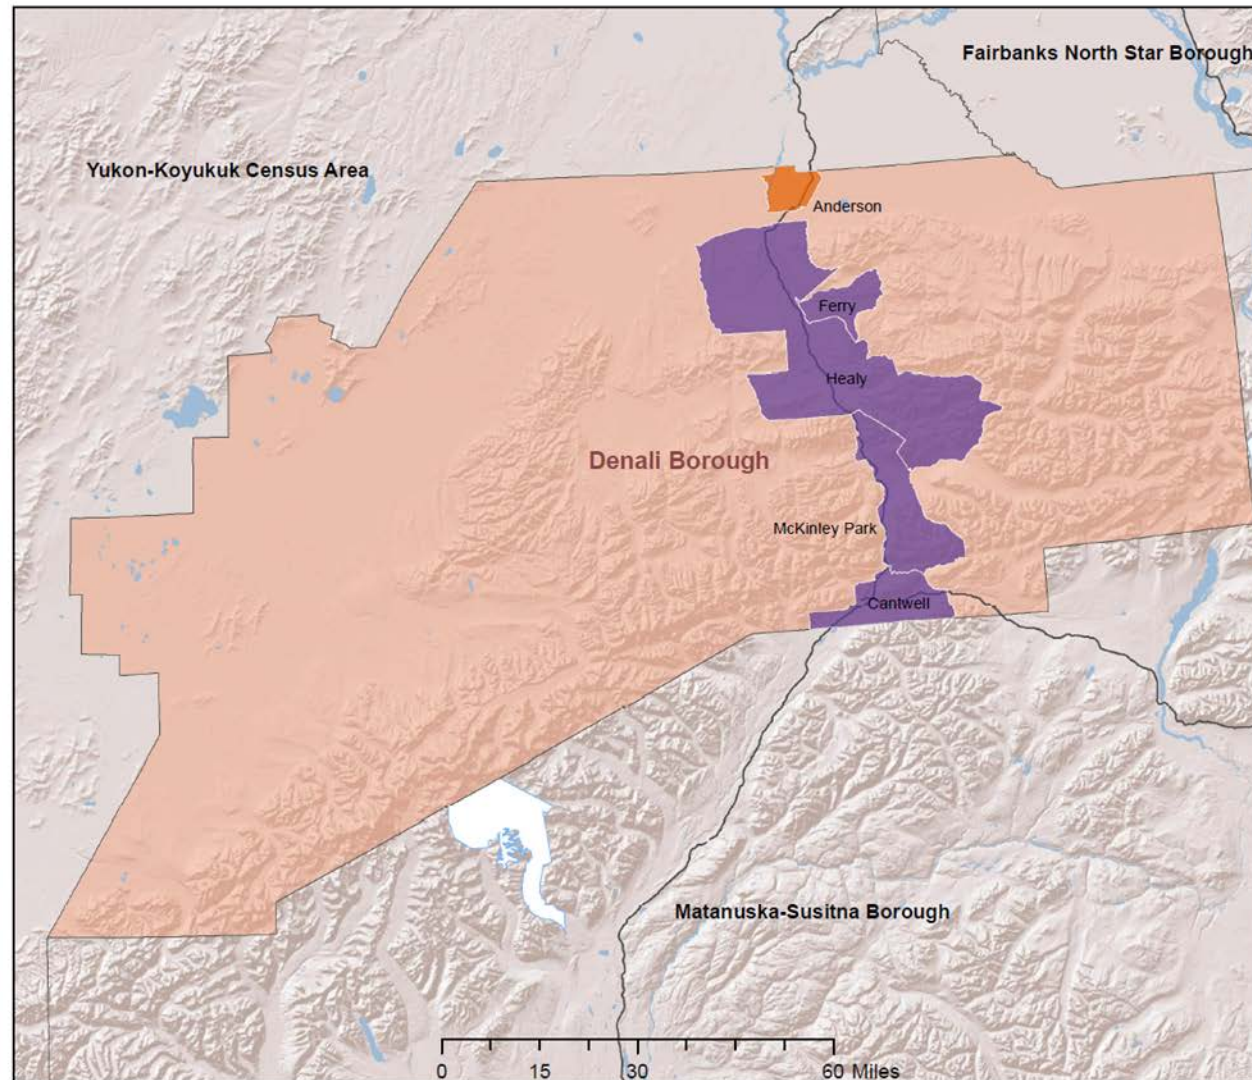 Fairbanks North Star Borough
Yukon-Koyukuk Census Area
Anderson
Ferry
Healy
Denali Borough
McKinley Park
Cantwell
Matanuska-Susitna Borough
0 15 30 60 Miles